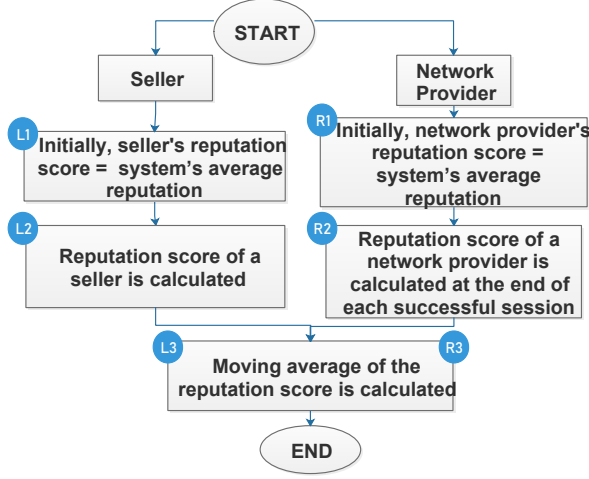 START
Seller
Network
Provider
L1
Initially, seller's reputation
score =  system's average
reputation
R1
Initially, network provider's
reputation score =
system's average
reputation
L2
Reputation score of a
seller is calculated
R2
Reputation score of a
network provider is
calculated at the end of
each successful session
L3
R3
Moving average of the
reputation score is calculated
END